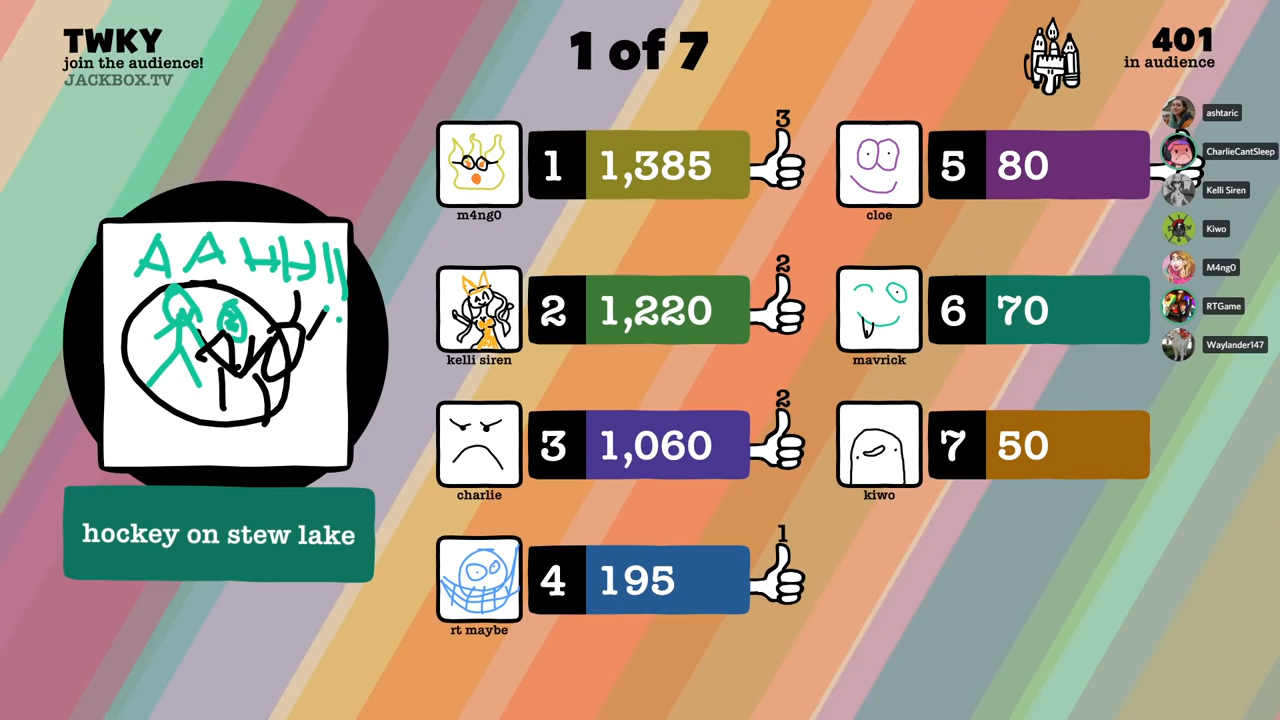 TWKY
join the audience!
JACKBOX.TV
1 of 7
401
in audience
AAHH!!
hockey on stew lake
3
1 1,385
m4ng0
2
2 1,220
kelli siren
2
3 1,060
charlie
1
4 195
rt maybe
5 80
cloe
6 70
mavrick
7 50
kiwo
ashtaric
CharlieCantSleep
Kelli Siren
Kiwo
M4ng0
RTGame
Waylander147